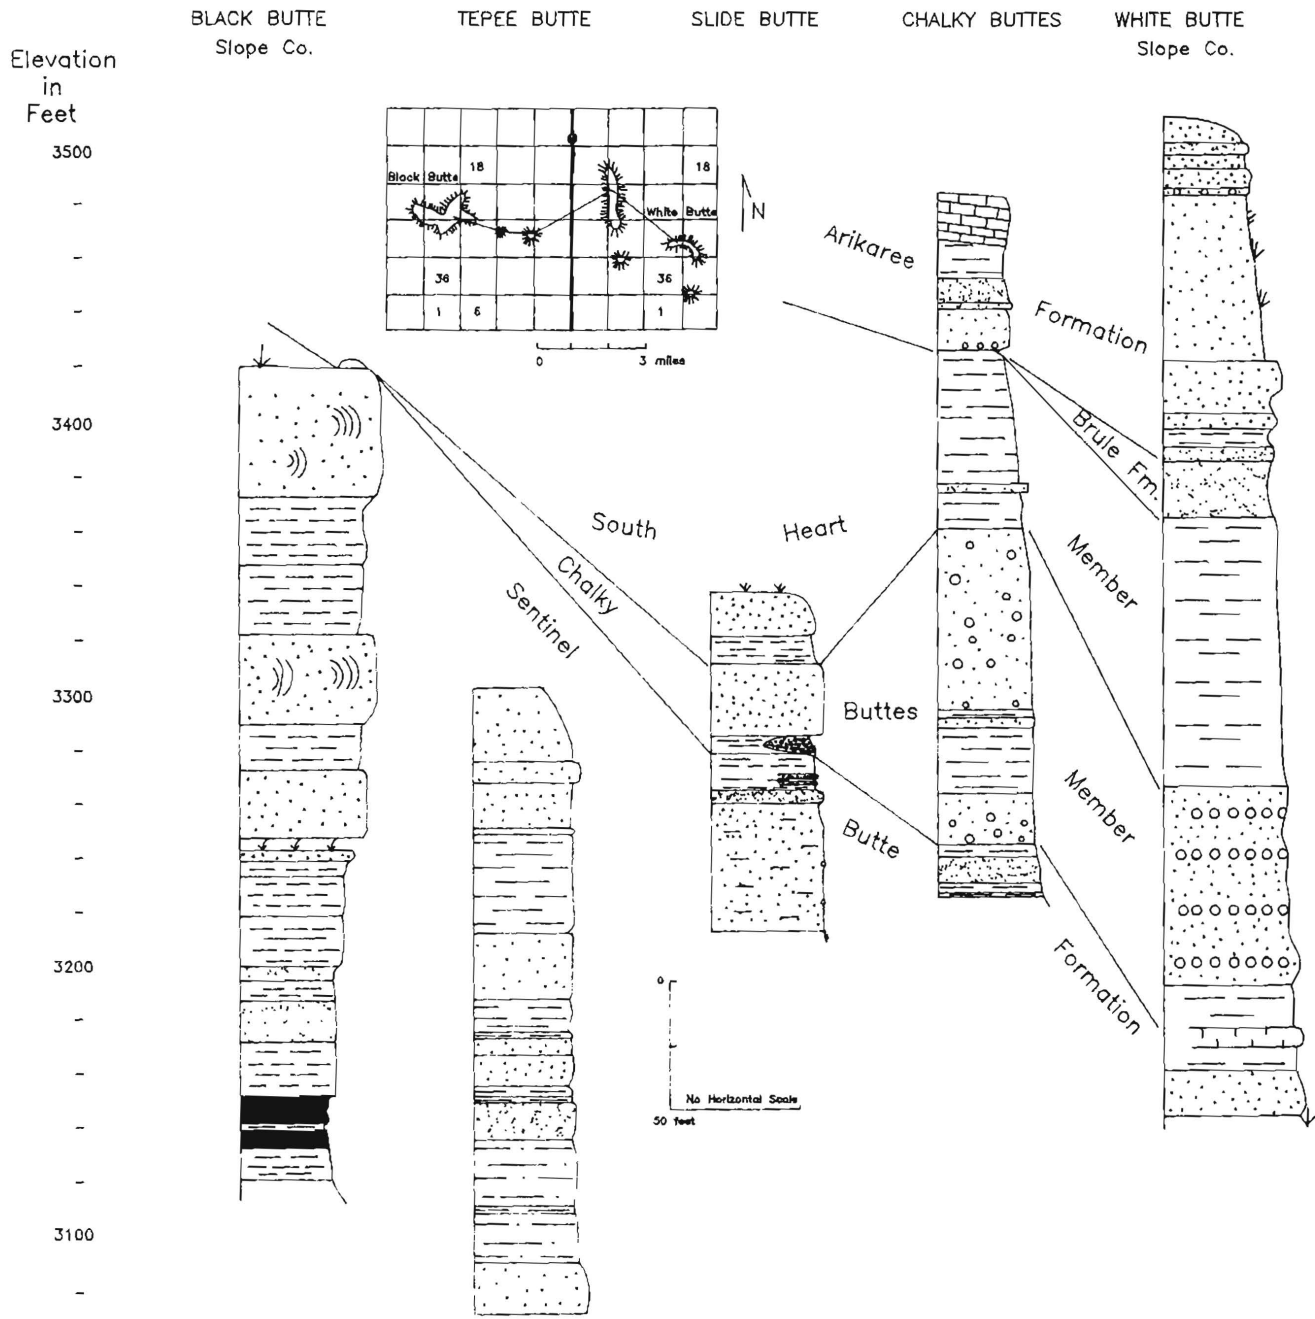 BLACK BUTTE
Slope Co.
TEPEE BUTTE
SLIDE BUTTE
CHALKY BUTTES
WHITE BUTTE
Slope Co.
Elevation
in
Feet
3500
3400
3300
3200
3100
18
18
Black Butte
White Butte
36
36
1
6
1
N
0
3 miles
Arikaree
Formation
Brule Fm.
South
Heart
Member
Chalky
Buttes
Member
Sentinel
Butte
Formation
0
No Horizontal Scale
50 feet